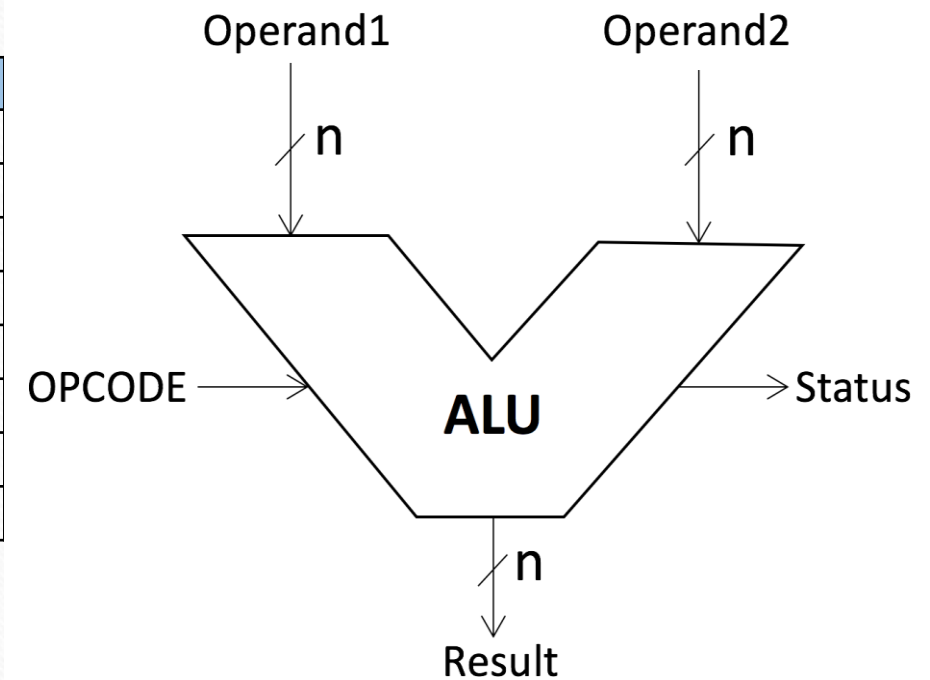 Operand1
Operand2
n
n
OPCODE
ALU
Status
n
Result